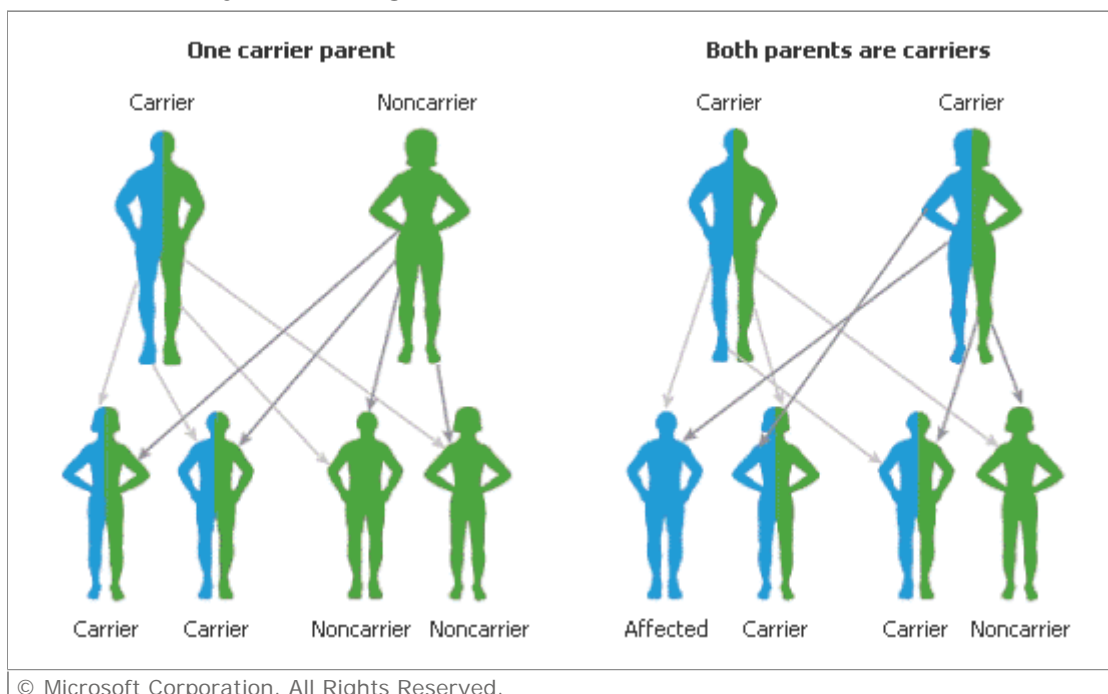 One carrier parent
Both parents are carriers
Carrier
Noncarrier
Carrier
Carrier
Carrier
Carrier
Noncarrier
Noncarrier
Affected
Carrier
Carrier
Noncarrier
© Microsoft Corporation. All Rights Reserved.